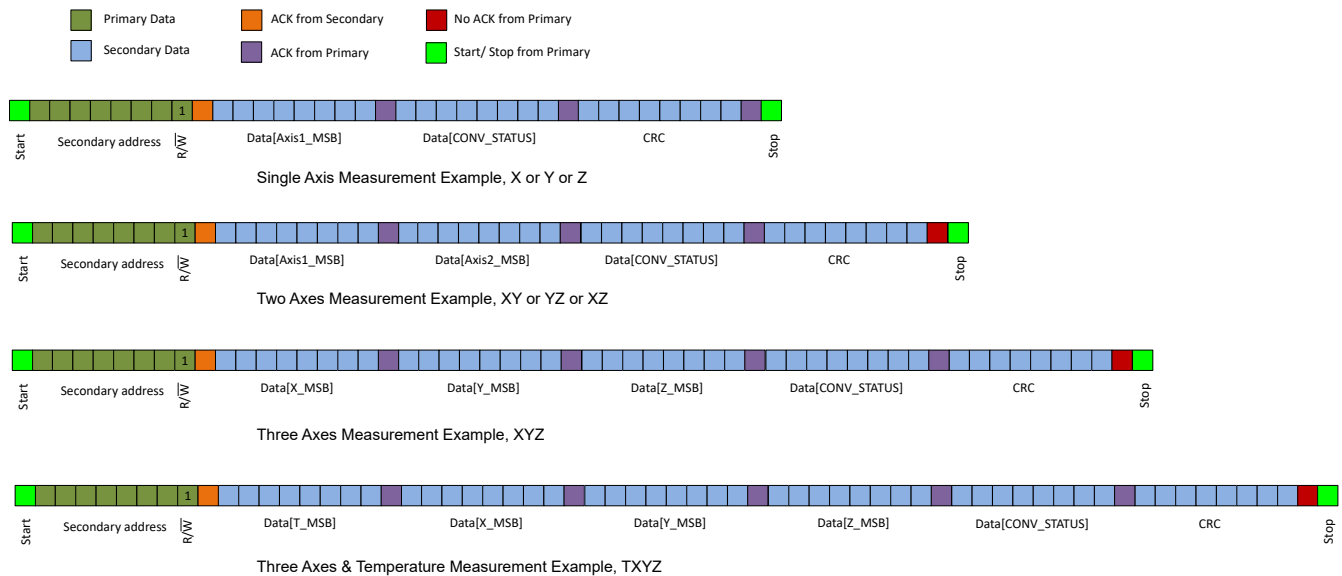 Primary Data
ACK from Secondary
No ACK from Primary
Secondary Data
ACK from Primary
Start/ Stop from Primary
1
Start
Secondary address
R/W
Data[Axis1_MSB]
Data[CONV_STATUS]
CRC
Stop
Single Axis Measurement Example, X or Y or Z
1
Start
Secondary address
R/W
Data[Axis1_MSB]
Data[Axis2_MSB]
Data[CONV_STATUS]
CRC
Stop
Two Axes Measurement Example, XY or YZ or XZ
1
Start
Secondary address
R/W
Data[X_MSB]
Data[Y_MSB]
Data[Z_MSB]
Data[CONV_STATUS]
CRC
Stop
Three Axes Measurement Example, XYZ
1
Start
Secondary address
R/W
Data[T_MSB]
Data[X_MSB]
Data[Y_MSB]
Data[Z_MSB]
Data[CONV_STATUS]
CRC
Stop
Three Axes & Temperature Measurement Example, TXYZ